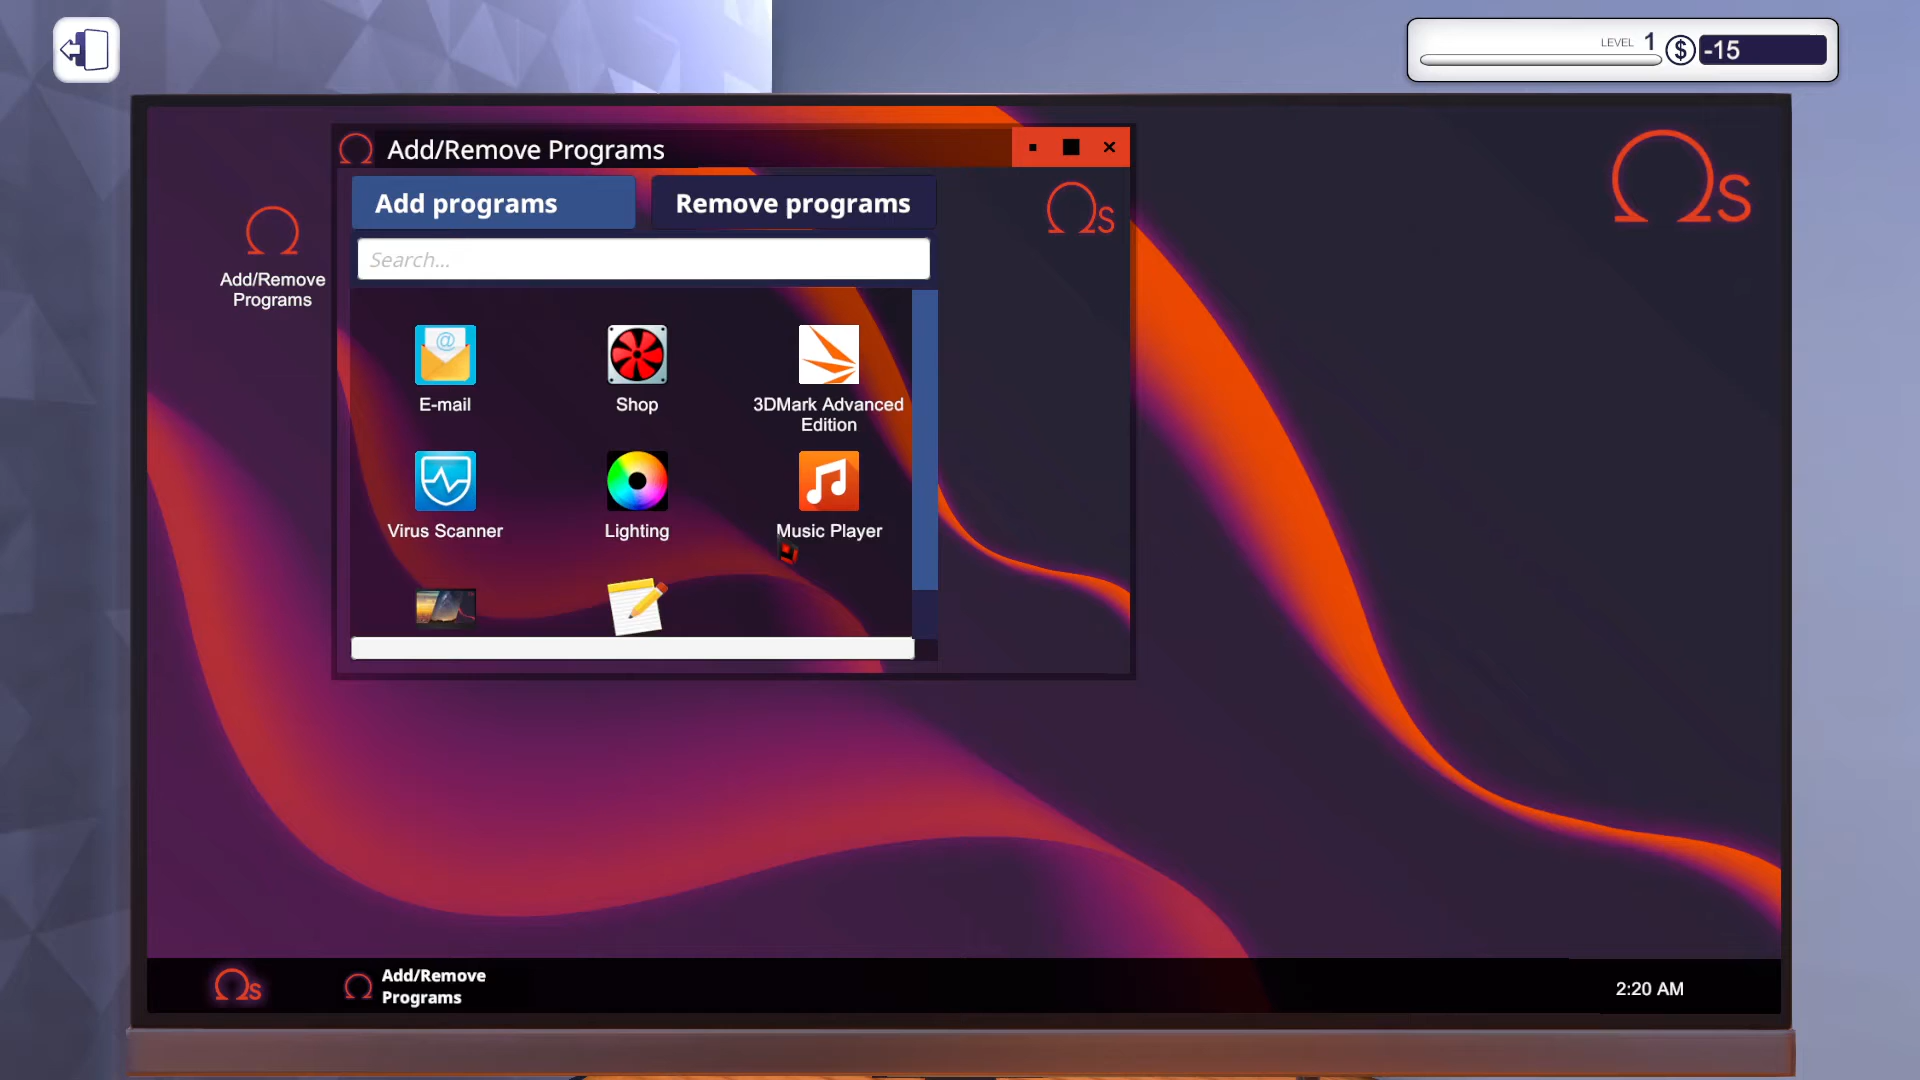 LEVEL 1 $ -15
Add/Remove Programs
Add programs
Remove programs
ΩS
ΩS
Search...
Add/Remove
Programs
E-mail
Shop
3DMark Advanced
Edition
Virus Scanner
Lighting
Music Player
ΩS
Add/Remove
Programs
2:20 AM